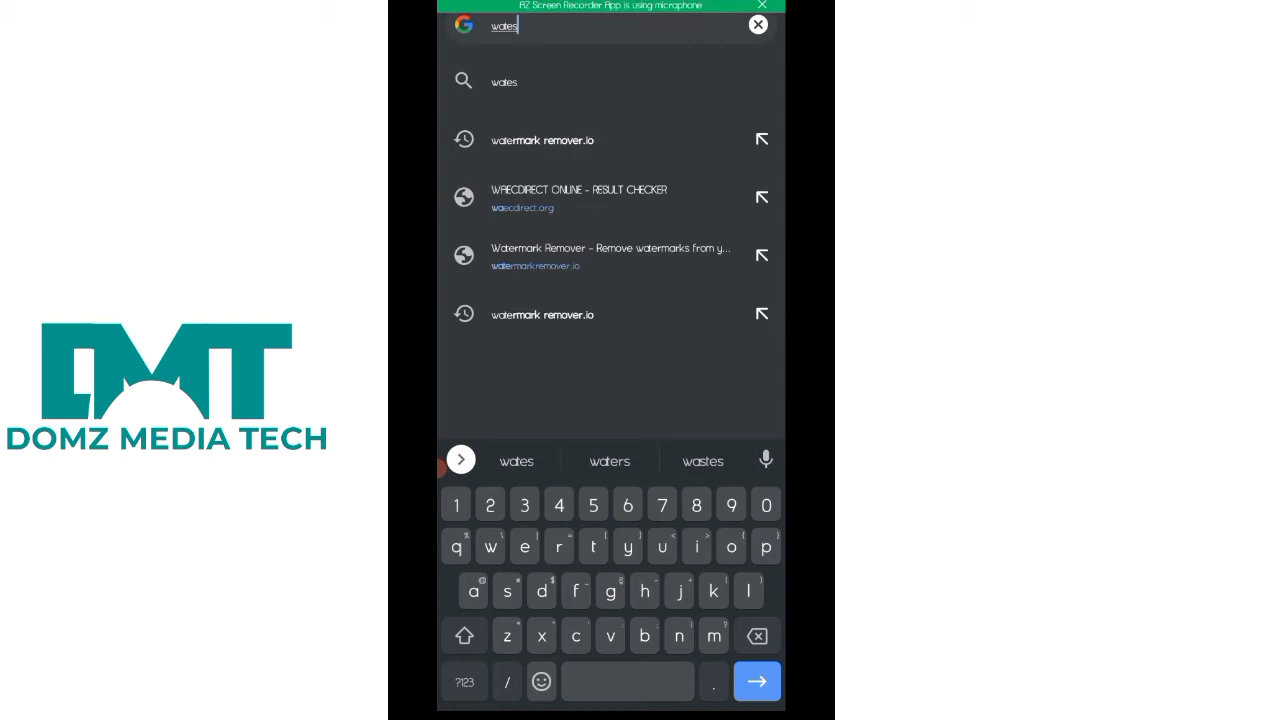 AZ Screen Recorder App is using microphone
wates
wates
watermark remover.io
WAECDIRECT ONLINE - RESULT CHECKER
waecdirect.org
Watermark Remover - Remove watermarks from y...
watermarkremover.io
watermark remover.io
DMT
DOMZ MEDIA TECH
wates waters wastes
1 2 3 4 5 6 7 8 9 0
q w e r t y u i o p
a s d f g h j k l
z x c v b n m
?123 / .